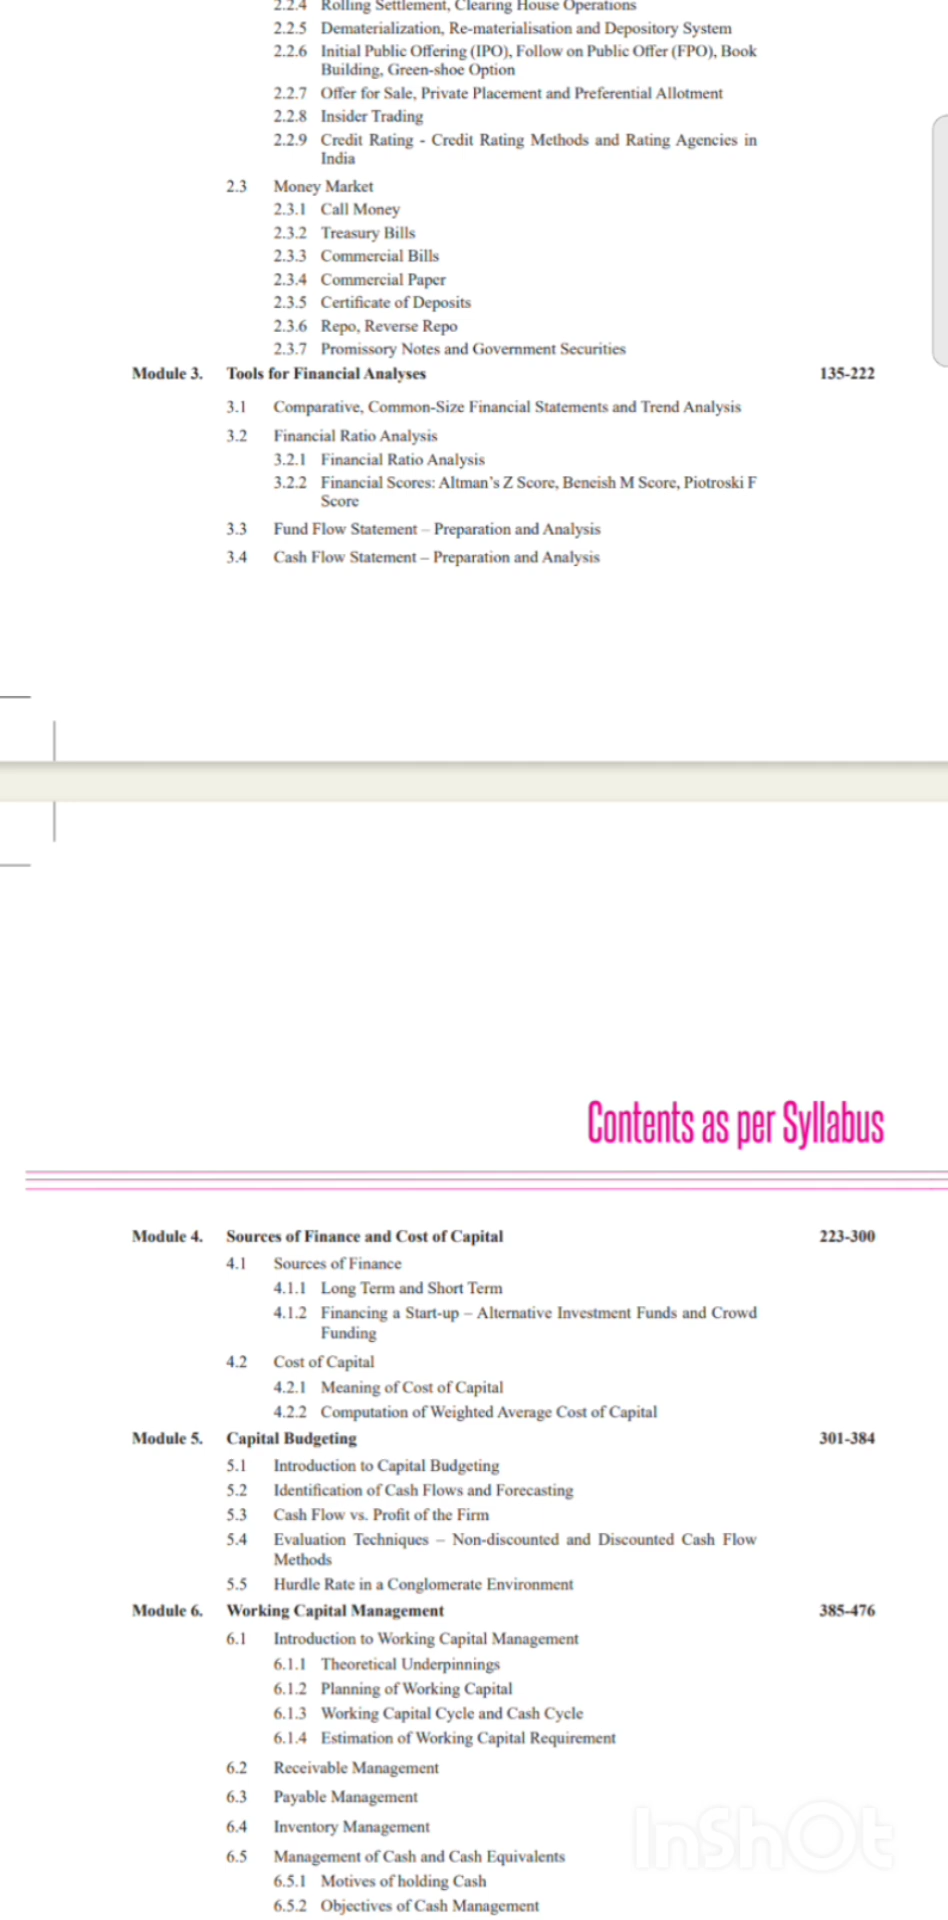 2.2.4 Rolling Settlement, Clearing House Operations
2.2.5 Dematerialization, Re-materialisation and Depository System
2.2.6 Initial Public Offering (IPO), Follow on Public Offer (FPO), Book
Building, Green-shoe Option
2.2.7 Offer for Sale, Private Placement and Preferential Allotment
2.2.8 Insider Trading
2.2.9 Credit Rating - Credit Rating Methods and Rating Agencies in
India
2.3 Money Market
2.3.1 Call Money
2.3.2 Treasury Bills
2.3.3 Commercial Bills
2.3.4 Commercial Paper
2.3.5 Certificate of Deposits
2.3.6 Repo, Reverse Repo
2.3.7 Promissory Notes and Government Securities
Module 3. Tools for Financial Analyses 135-222
3.1 Comparative, Common-Size Financial Statements and Trend Analysis
3.2 Financial Ratio Analysis
3.2.1 Financial Ratio Analysis
3.2.2 Financial Scores: Altman's Z Score, Beneish M Score, Piotroski F
Score
3.3 Fund Flow Statement – Preparation and Analysis
3.4 Cash Flow Statement – Preparation and Analysis
Contents as per Syllabus
Module 4. Sources of Finance and Cost of Capital 223-300
4.1 Sources of Finance
4.1.1 Long Term and Short Term
4.1.2 Financing a Start-up – Alternative Investment Funds and Crowd
Funding
4.2 Cost of Capital
4.2.1 Meaning of Cost of Capital
4.2.2 Computation of Weighted Average Cost of Capital
Module 5. Capital Budgeting 301-384
5.1 Introduction to Capital Budgeting
5.2 Identification of Cash Flows and Forecasting
5.3 Cash Flow vs. Profit of the Firm
5.4 Evaluation Techniques – Non-discounted and Discounted Cash Flow
Methods
5.5 Hurdle Rate in a Conglomerate Environment
Module 6. Working Capital Management 385-476
6.1 Introduction to Working Capital Management
6.1.1 Theoretical Underpinnings
6.1.2 Planning of Working Capital
6.1.3 Working Capital Cycle and Cash Cycle
6.1.4 Estimation of Working Capital Requirement
6.2 Receivable Management
6.3 Payable Management
6.4 Inventory Management
InShOt
6.5 Management of Cash and Cash Equivalents
6.5.1 Motives of holding Cash
6.5.2 Objectives of Cash Management